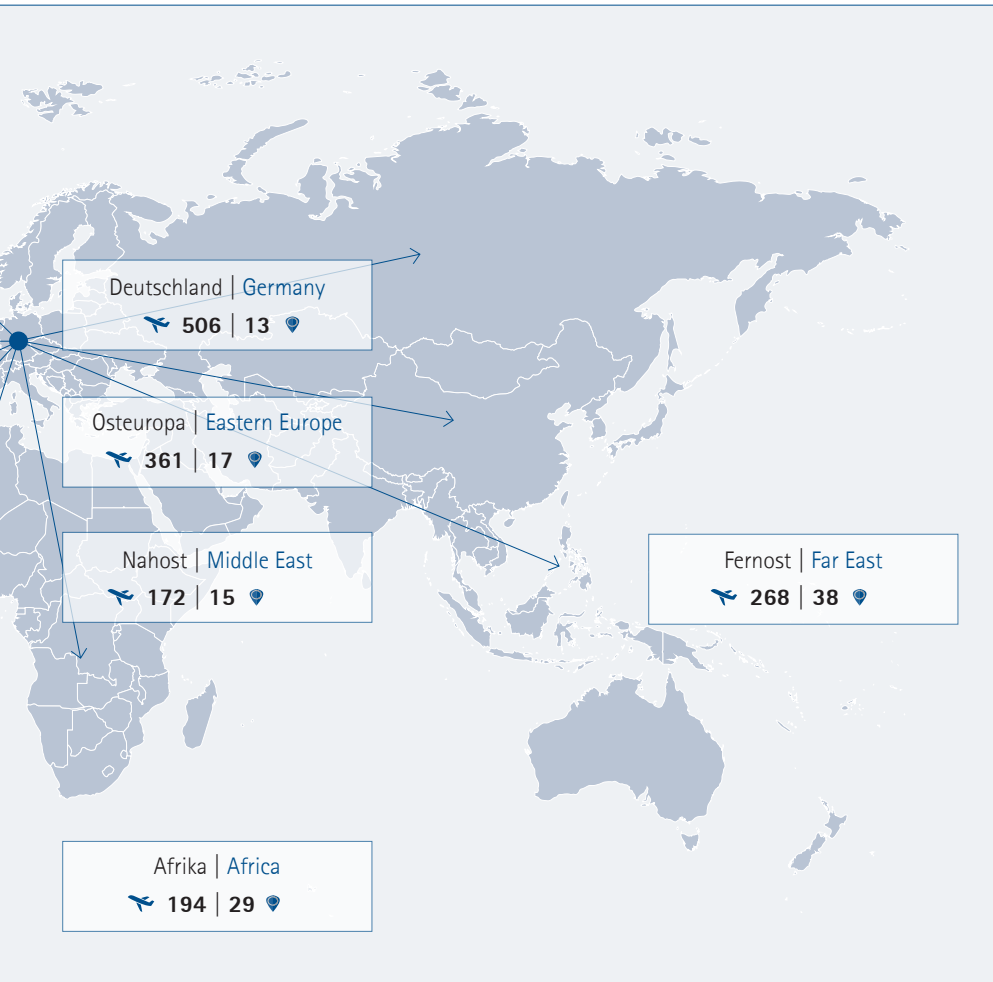 Deutschland | Germany
506 | 13
Osteuropa | Eastern Europe
361 | 17
Nahost | Middle East
172 | 15
Fernost | Far East
268 | 38
Afrika | Africa
194 | 29